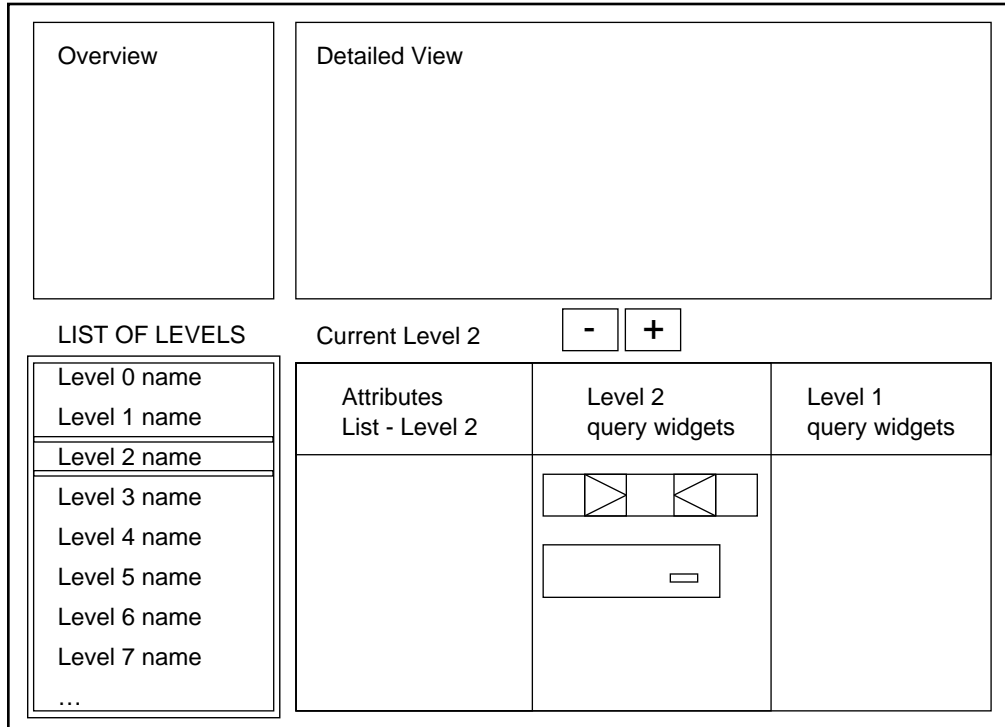 Overview
Detailed View
LIST OF LEVELS
Current Level 2
-
+
Level 0 name
Level 1 name
Level 2 name
Level 3 name
Level 4 name
Level 5 name
Level 6 name
Level 7 name
…
Attributes
List - Level 2
Level 2
query widgets
Level 1
query widgets